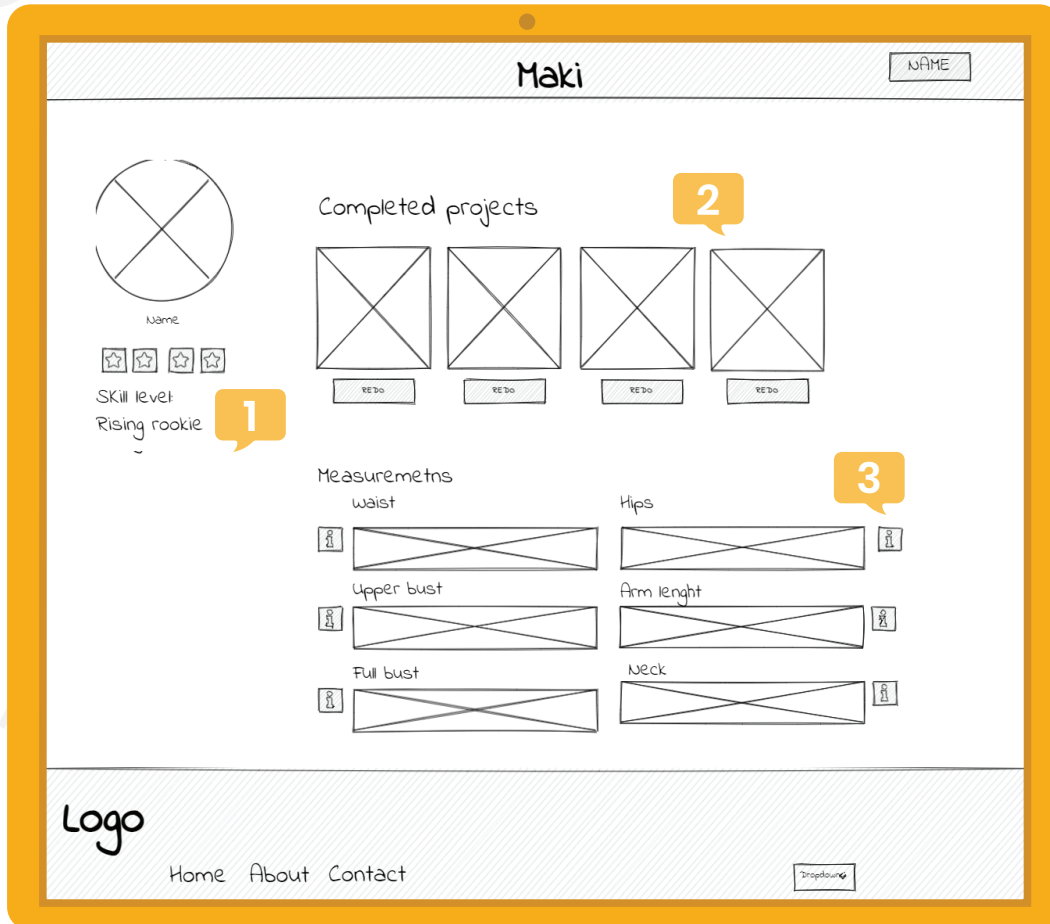 Maki
NAME
Name
SKill level:
Rising rookie
1
Completed projects
2
REDO REDO REDO REDO
Measuremetns
3
Waist Hips
Upper bust Arm lenght
Full bust Neck
Logo
Home About Contact
Dropdown